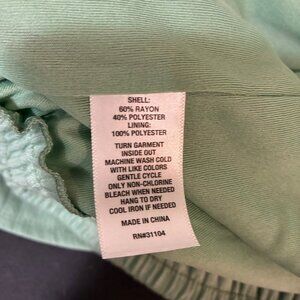 SHELL:
60% RAYON
40% POLYESTER
LINING:
100% POLYESTER
TURN GARMENT
INSIDE OUT
MACHINE WASH COLD
WITH LIKE COLORS
GENTLE CYCLE
ONLY NON-CHLORINE
BLEACH WHEN NEEDED
HANG TO DRY
COOL IRON IF NEEDED
MADE IN CHINA
RN#31104